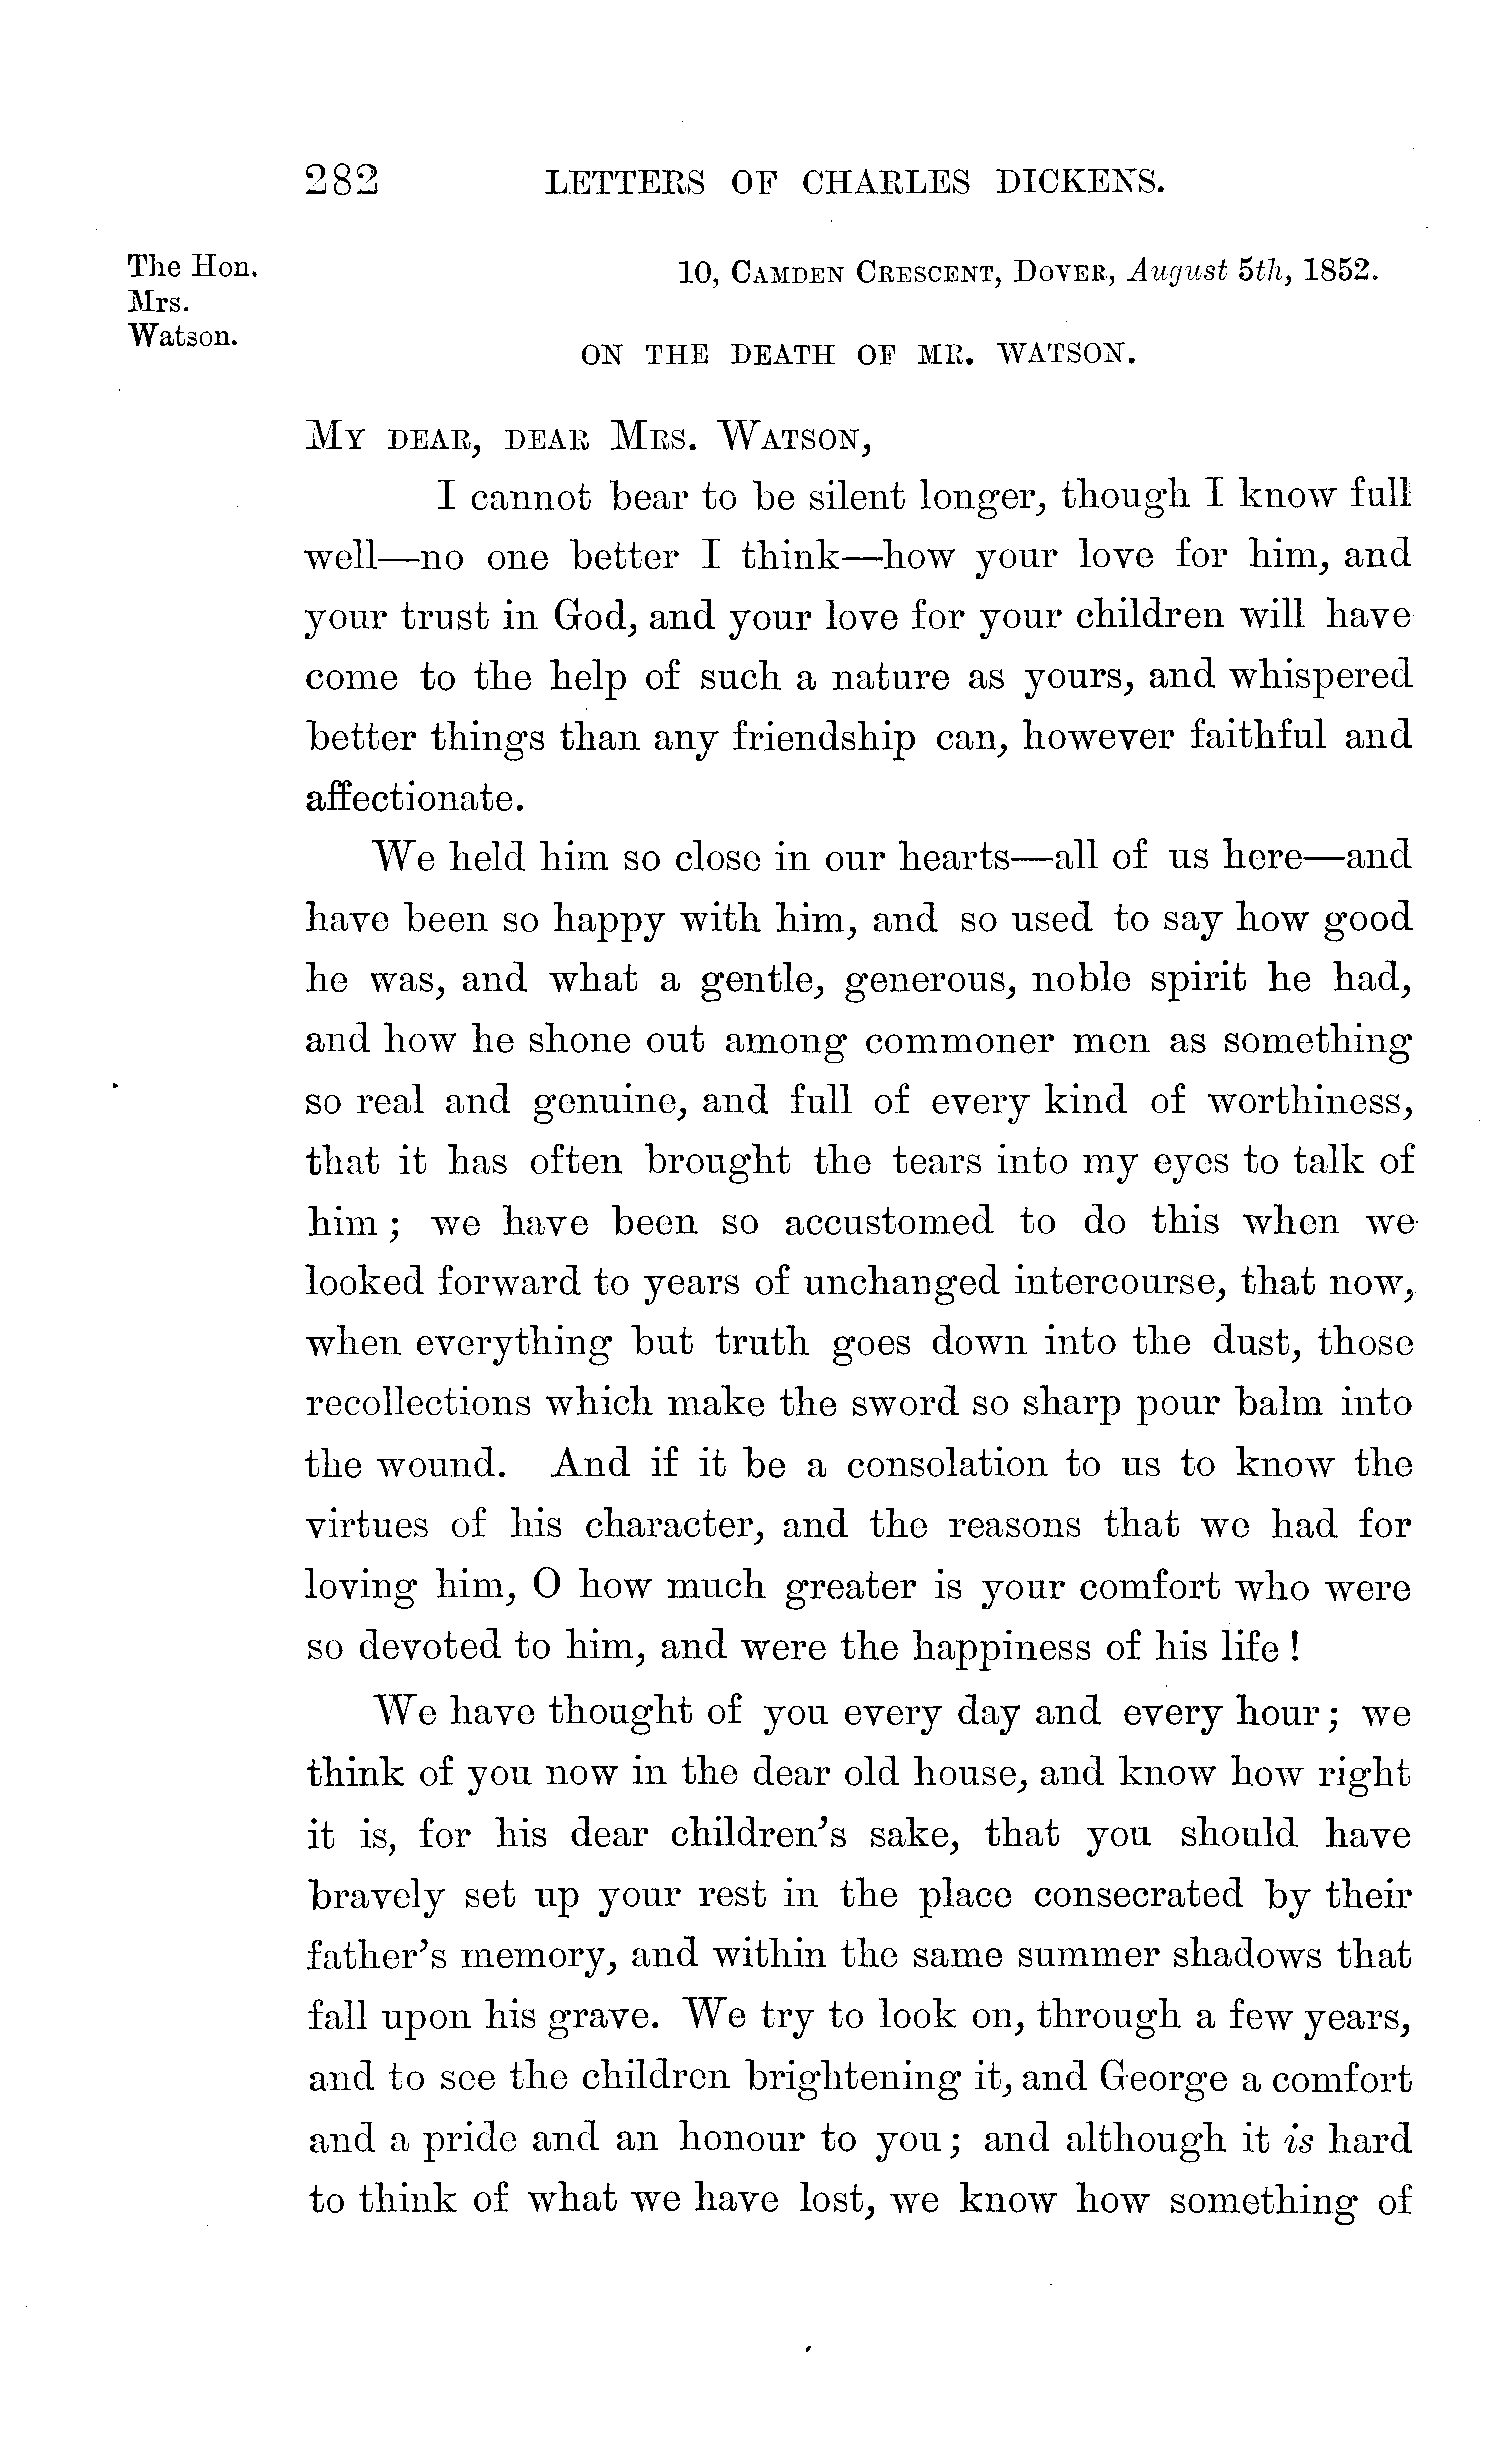 282 LETTERS OF CHARLES DICKENS.
The Hon.
Mrs.
Watson.
10, CAMDEN CRESCENT, DOVER, August 5th, 1852.
ON THE DEATH OF MR. WATSON.
MY DEAR, DEAR MRS. WATSON,
I cannot bear to be silent longer, though I know full
well—no one better I think—how your love for him, and
your trust in God, and your love for your children will have
come to the help of such a nature as yours, and whispered
better things than any friendship can, however faithful and
affectionate.
We held him so close in our hearts—all of us here—and
have been so happy with him, and so used to say how good
he was, and what a gentle, generous, noble spirit he had,
and how he shone out among commoner men as something
so real and genuine, and full of every kind of worthiness,
that it has often brought the tears into my eyes to talk of
him; we have been so accustomed to do this when we
looked forward to years of unchanged intercourse, that now,
when everything but truth goes down into the dust, those
recollections which make the sword so sharp pour balm into
the wound. And if it be a consolation to us to know the
virtues of his character, and the reasons that we had for
loving him, O how much greater is your comfort who were
so devoted to him, and were the happiness of his life!
We have thought of you every day and every hour; we
think of you now in the dear old house, and know how right
it is, for his dear children's sake, that you should have
bravely set up your rest in the place consecrated by their
father's memory, and within the same summer shadows that
fall upon his grave. We try to look on, through a few years,
and to see the children brightening it, and George a comfort
and a pride and an honour to you; and although it is hard
to think of what we have lost, we know how something of